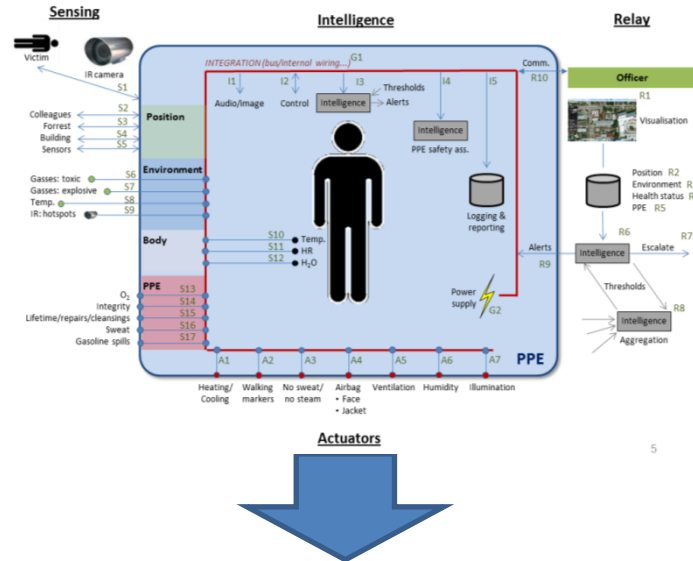 Sensing
Intelligence
Relay
Victim
IR camera
S1
INTEGRATION (bus/internal wiring...) G1
Comm.
R10
Officer
R1
Visualisation
I1
I2
I3
I4
I5
Audio/image
Control
Intelligence
Thresholds
Alerts
Intelligence
PPE safety ass.
Logging &
reporting
Colleagues S2
Forrest S3
Building S4
Sensors S5
Position
Environment
Gasses: toxic S6
Gasses: explosive S7
Temp. S8
IR: hotspots S9
Body
S10 Temp.
S11 HR
S12 H₂O
PPE
O₂ S13
Integrity S14
Lifetime/repairs/cleansings S15
Sweat S16
Gasoline spills S17
Power
supply
G2
PPE
Position R2
Environment R
Health status R
PPE R5
R6
Alerts
R9
Intelligence
Escalate
R7
Thresholds
R8
Intelligence
Aggregation
A1
A2
A3
A4
A5
A6
A7
Heating/
Cooling
Walking
markers
No sweat/
no steam
Airbag
• Face
• Jacket
Ventilation
Humidity
Illumination
Actuators
5